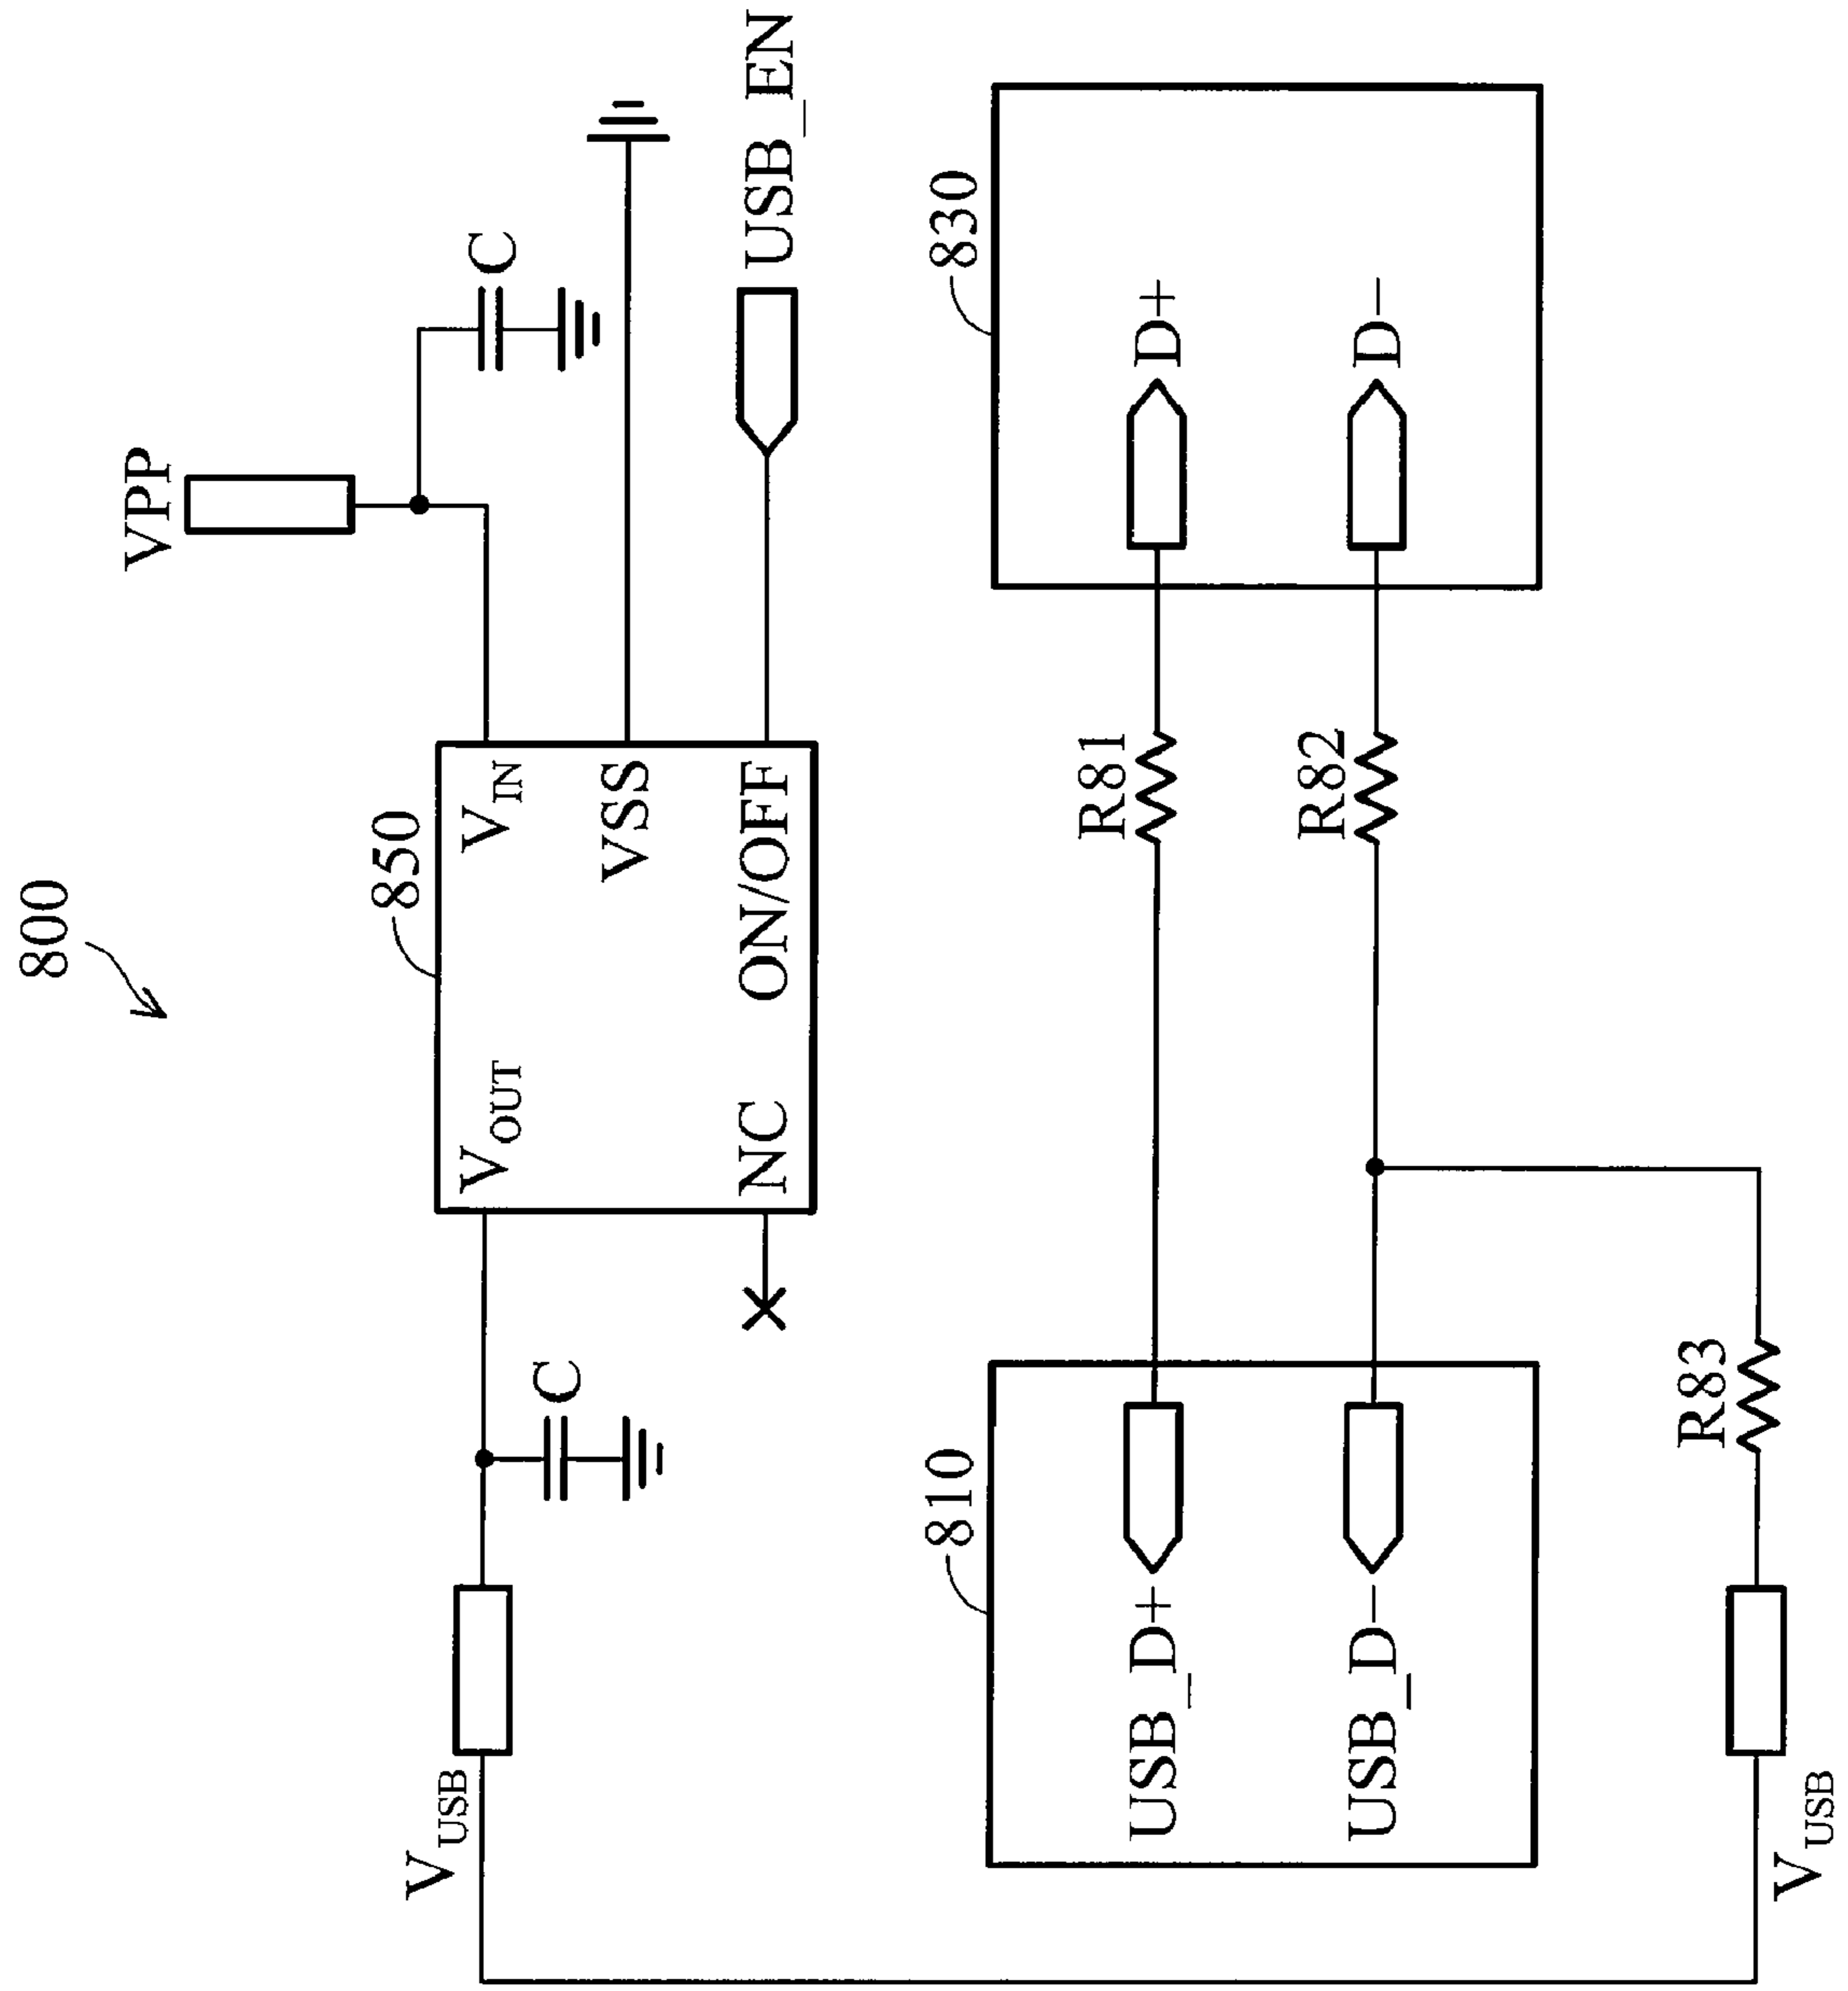 800
V_USB
V_OUT
NC
850
V_IN
VSS
ON/OFF
VPP
C
C
USB_EN
810
USB_D+
USB_D−
R81
R82
830
D+
D−
R83
V_USB